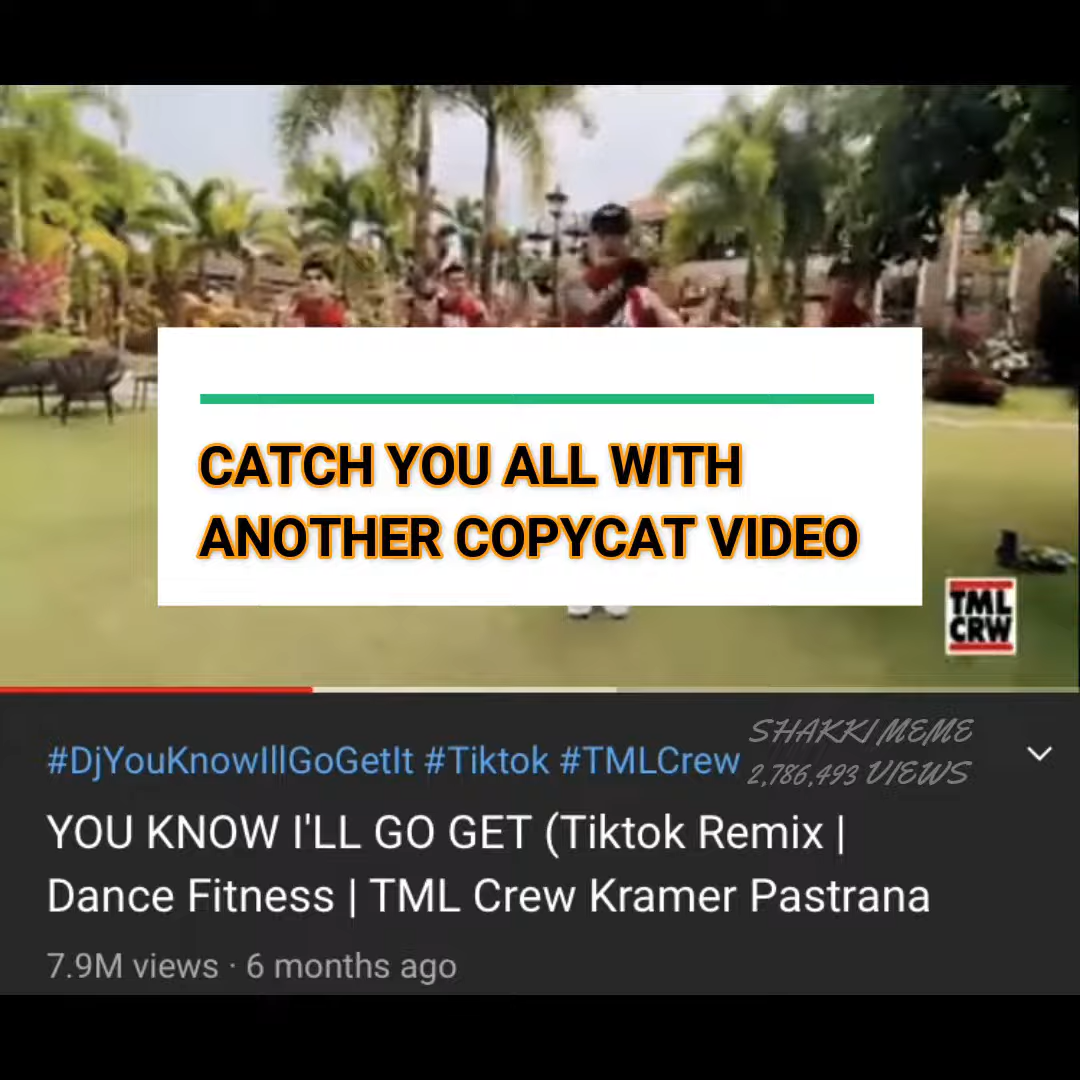 CATCH YOU ALL WITH
ANOTHER COPYCAT VIDEO
TML
CRW
SHAKKI MEME
#DjYouKnowIllGoGetIt #Tiktok #TMLCrew
2,786,493 VIEWS
YOU KNOW I'LL GO GET (Tiktok Remix |
Dance Fitness | TML Crew Kramer Pastrana
7.9M views · 6 months ago